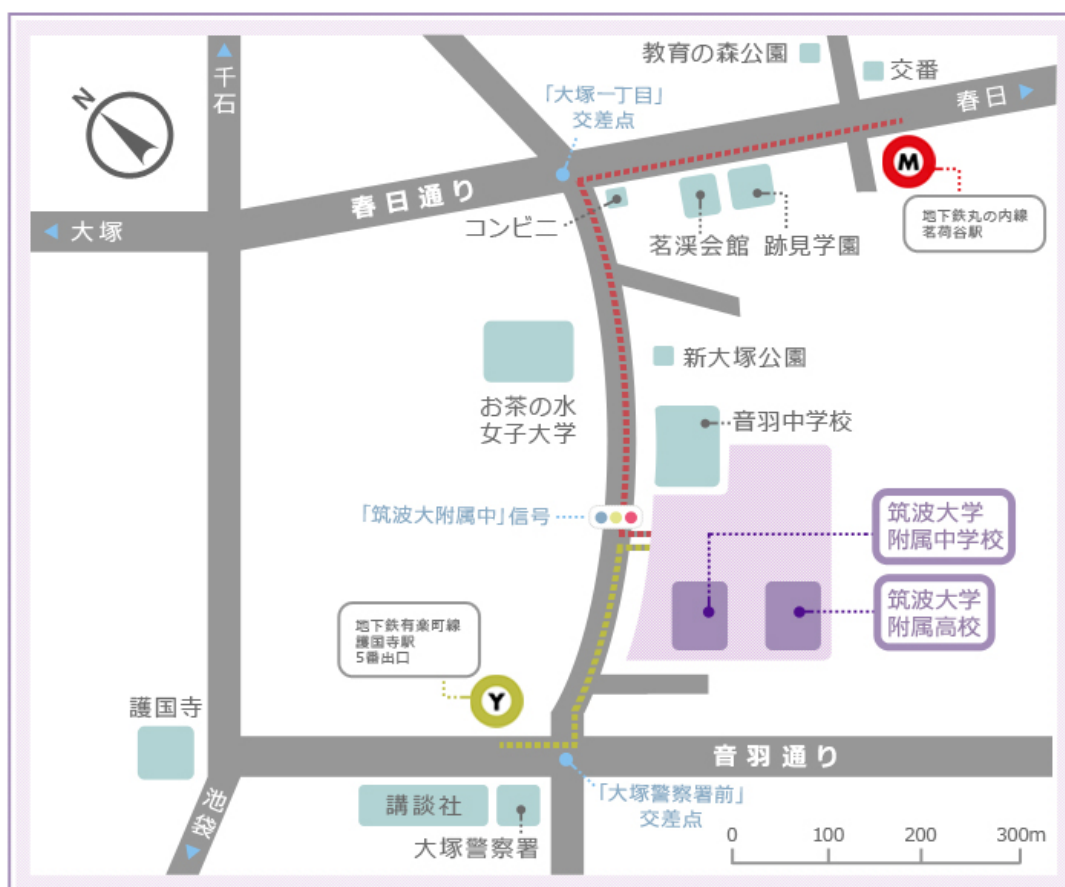 教育の森公園
交番
千石
N
「大塚一丁目」
交差点
春日
M
春日通り
大塚
コンビニ
茗渓会館
跡見学園
地下鉄丸の内線
茗荷谷駅
新大塚公園
お茶の水
女子大学
音羽中学校
「筑波大附属中」信号
筑波大学
附属中学校
筑波大学
附属高校
地下鉄有楽町線
護国寺駅
5番出口
Y
護国寺
音羽通り
池袋
講談社
「大塚警察署前」
交差点
大塚警察署
0 100 200 300m